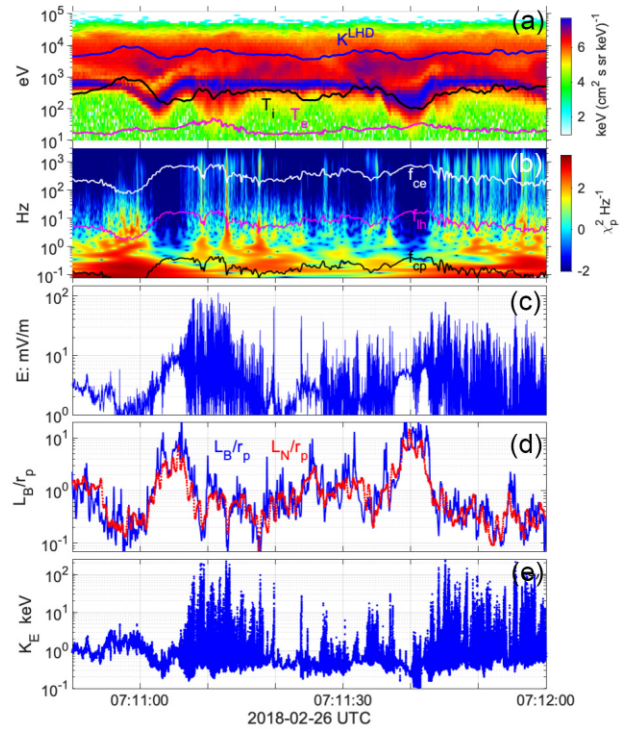 (a)
10⁵
10⁴
10³
10²
10¹
eV
K^LHD
T_i
T_e
6
4
2
0
keV (cm² s sr keV)⁻¹
(b)
10³
10²
10¹
10⁰
10⁻¹
Hz
f_ce
f_lh
f_cp
2
0
-2
χ_p² Hz⁻¹
(c)
10²
10¹
10⁰
E: mV/m
(d)
10¹
10⁰
10⁻¹
L_B/r_p
L_B/r_p
L_N/r_p
(e)
10²
10¹
10⁰
10⁻¹
K_E keV
07:11:00
07:11:30
07:12:00
2018-02-26 UTC